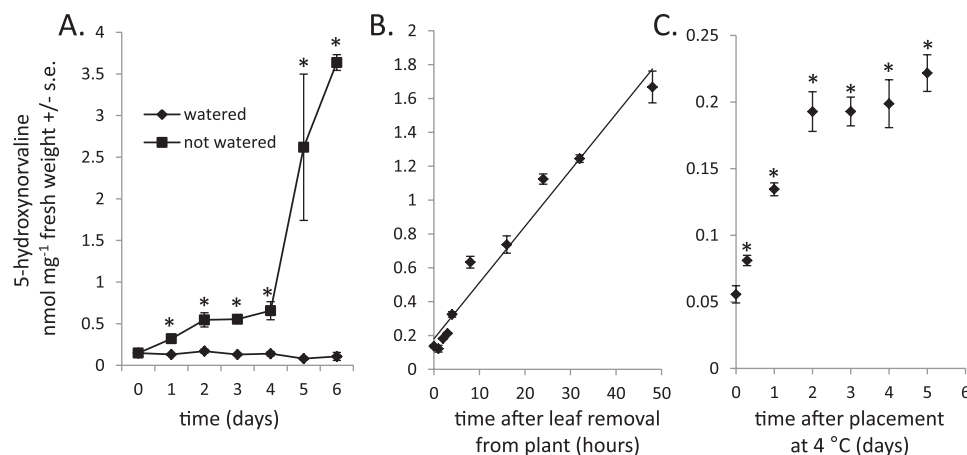 A.
5-hydroxynorvaline
nmol mg-1 fresh weight +/- s.e.
4
3.5
3
2.5
2
1.5
1
0.5
0
watered
not watered
*
*
*
*
*
*
0 1 2 3 4 5 6
time (days)
B.
2
1.8
1.6
1.4
1.2
1
0.8
0.6
0.4
0.2
0
0 10 20 30 40 50
time after leaf removal
from plant (hours)
C.
0.25
0.2
0.15
0.1
0.05
0
*
*
*
*
*
*
0 1 2 3 4 5 6
time after placement
at 4 °C (days)